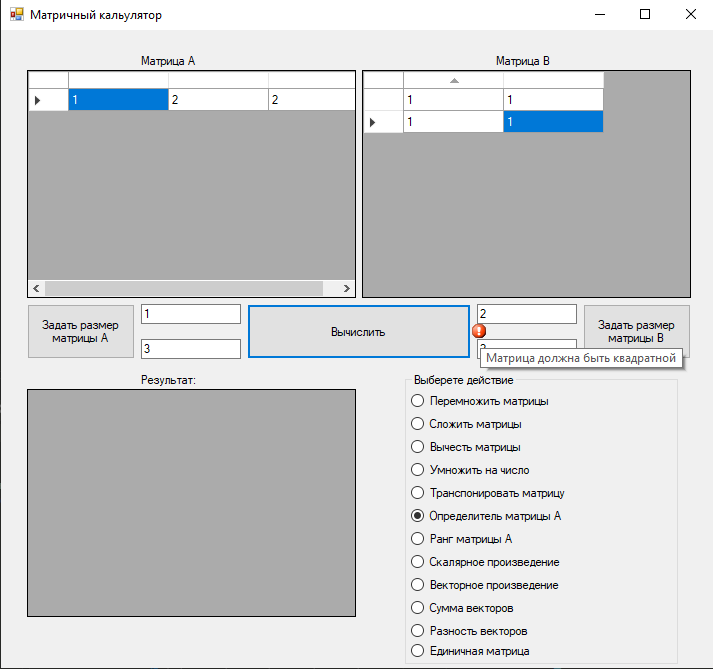 Матричный кальулятор
Матрица A
Матрица B
1 2 2
1 1
1 1
Задать размер матрицы A
1
3
Вычислить
2
Задать размер матрицы B
Матрица должна быть квадратной
Результат:
Выберете действие
Перемножить матрицы
Сложить матрицы
Вычесть матрицы
Умножить на число
Транспонировать матрицу
Определитель матрицы A
Ранг матрицы A
Скалярное произведение
Векторное произведение
Сумма векторов
Разность векторов
Единичная матрица